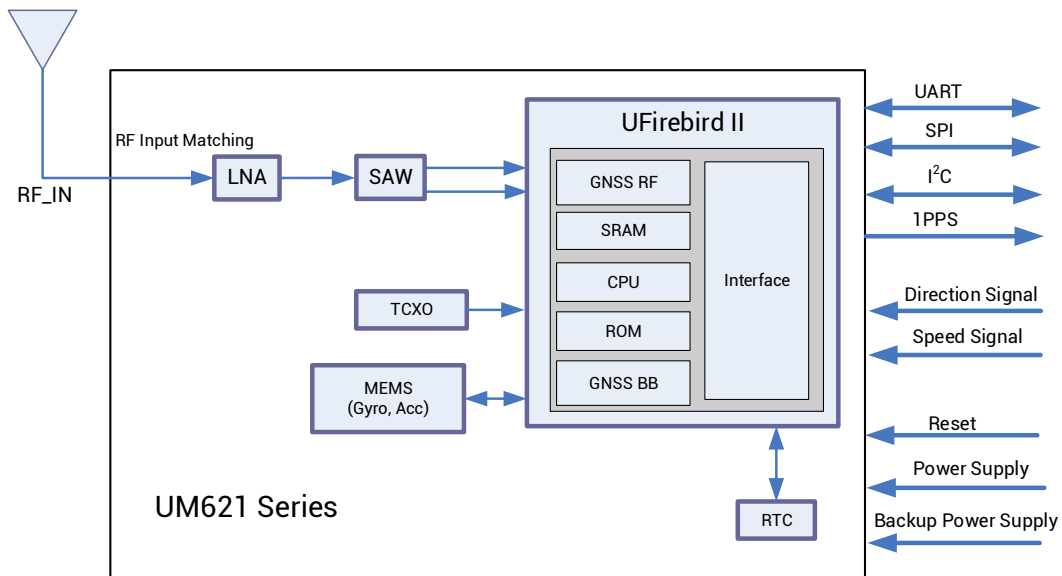 RF_IN
RF Input Matching
LNA
SAW
TCXO
MEMS
(Gyro, Acc)
UM621 Series
UFirebird II
GNSS RF
SRAM
CPU
ROM
GNSS BB
Interface
RTC
UART
SPI
I²C
1PPS
Direction Signal
Speed Signal
Reset
Power Supply
Backup Power Supply